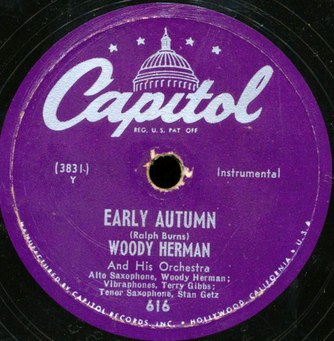 Capitol
REG. U.S. PAT OFF
(3831-)
Y
Instrumental
EARLY AUTUMN
(Ralph Burns)
WOODY HERMAN
And His Orchestra
Alto Saxophone, Woody Herman;
Vibraphones, Terry Gibbs;
Tenor Saxophone, Stan Getz
616
MANUFACTURED BY CAPITOL RECORDS, INC. • HOLLYWOOD, CALIFORNIA, U.S.A.